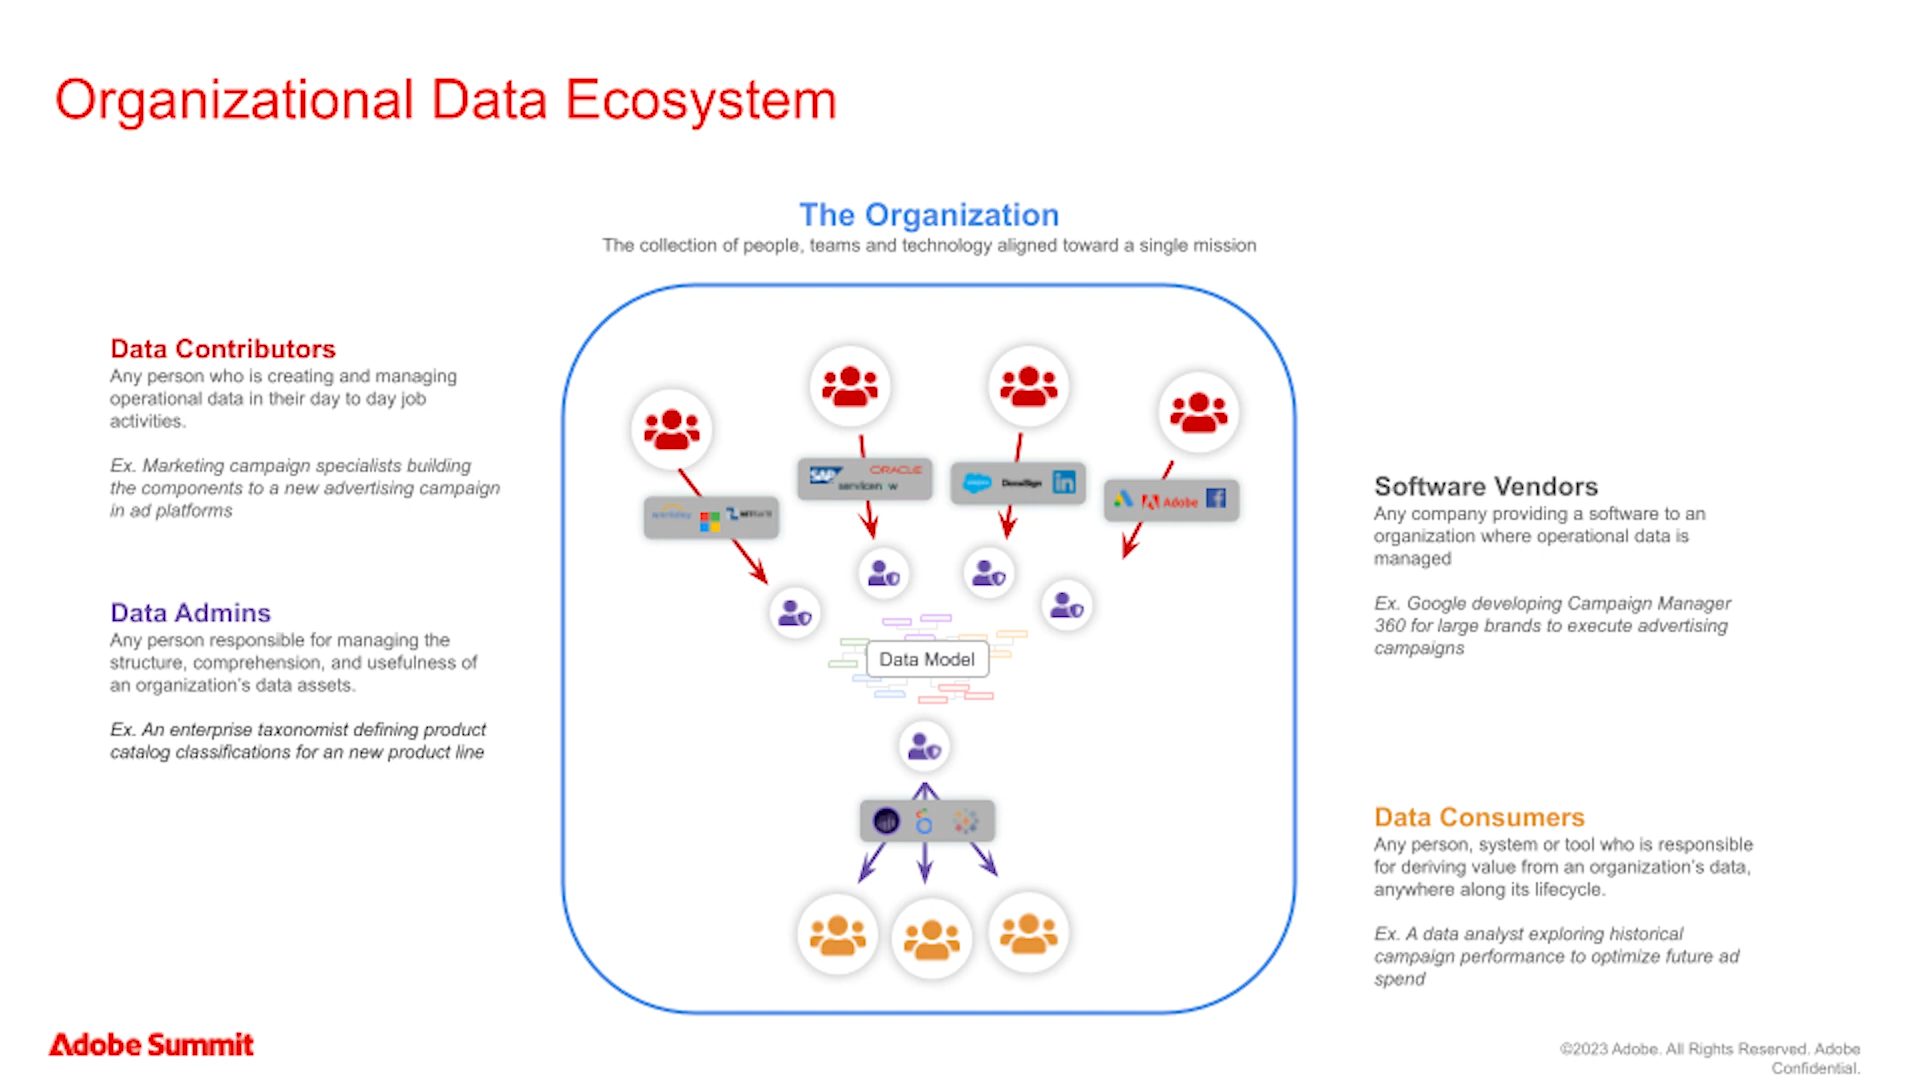 Organizational Data Ecosystem
The Organization
The collection of people, teams and technology aligned toward a single mission
Data Contributors
Any person who is creating and managing
operational data in their day to day job
activities.
Ex. Marketing campaign specialists building
the components to a new advertising campaign
in ad platforms
Data Admins
Any person responsible for managing the
structure, comprehension, and usefulness of
an organization's data assets.
Ex. An enterprise taxonomist defining product
catalog classifications for an new product line
SAP
ORACLE
servicenow
DocuSign
in
Adobe
f
Data Model
Software Vendors
Any company providing a software to an
organization where operational data is
managed
Ex. Google developing Campaign Manager
360 for large brands to execute advertising
campaigns
Data Consumers
Any person, system or tool who is responsible
for deriving value from an organization's data,
anywhere along its lifecycle.
Ex. A data analyst exploring historical
campaign performance to optimize future ad
spend
Adobe Summit
©2023 Adobe. All Rights Reserved. Adobe
Confidential.